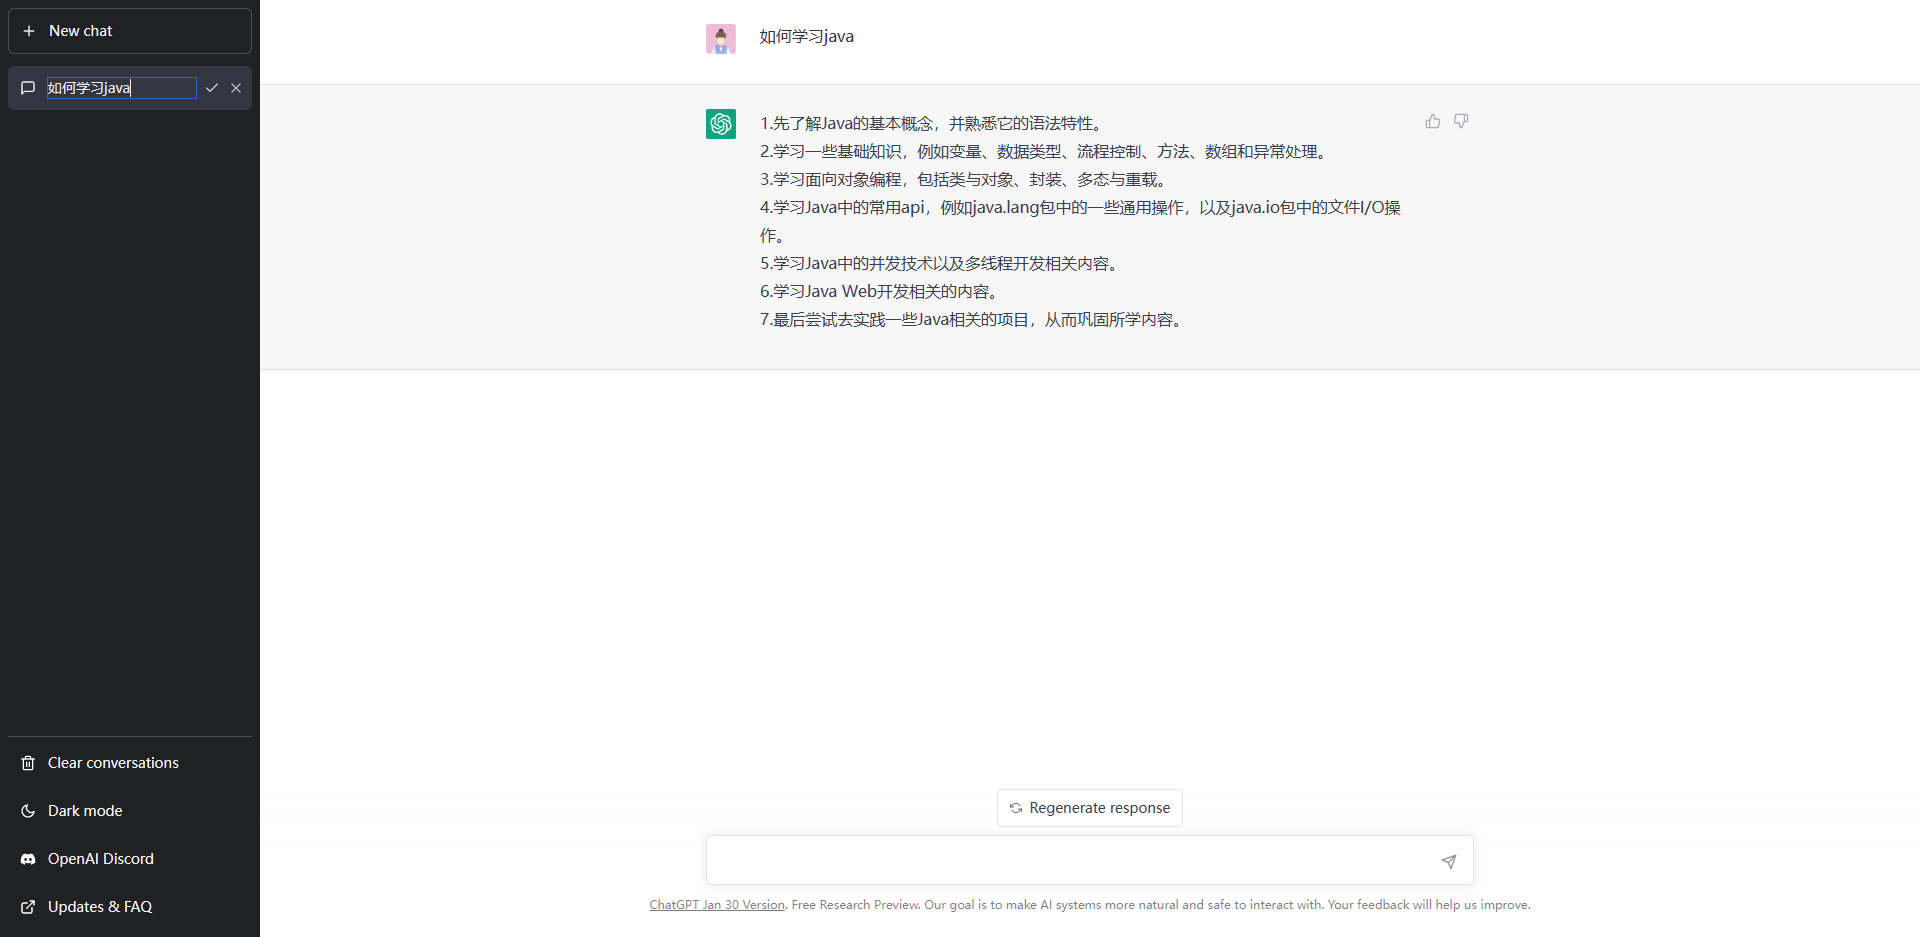 New chat
如何学习java
Clear conversations
Dark mode
OpenAI Discord
Updates & FAQ
如何学习java
1.先了解Java的基本概念，并熟悉它的语法特性。
2.学习一些基础知识，例如变量、数据类型、流程控制、方法、数组和异常处理。
3.学习面向对象编程，包括类与对象、封装、多态与重载。
4.学习Java中的常用api，例如java.lang包中的一些通用操作，以及java.io包中的文件I/O操
作。
5.学习Java中的并发技术以及多线程开发相关内容。
6.学习Java Web开发相关的内容。
7.最后尝试去实践一些Java相关的项目，从而巩固所学内容。
Regenerate response
ChatGPT Jan 30 Version. Free Research Preview. Our goal is to make AI systems more natural and safe to interact with. Your feedback will help us improve.